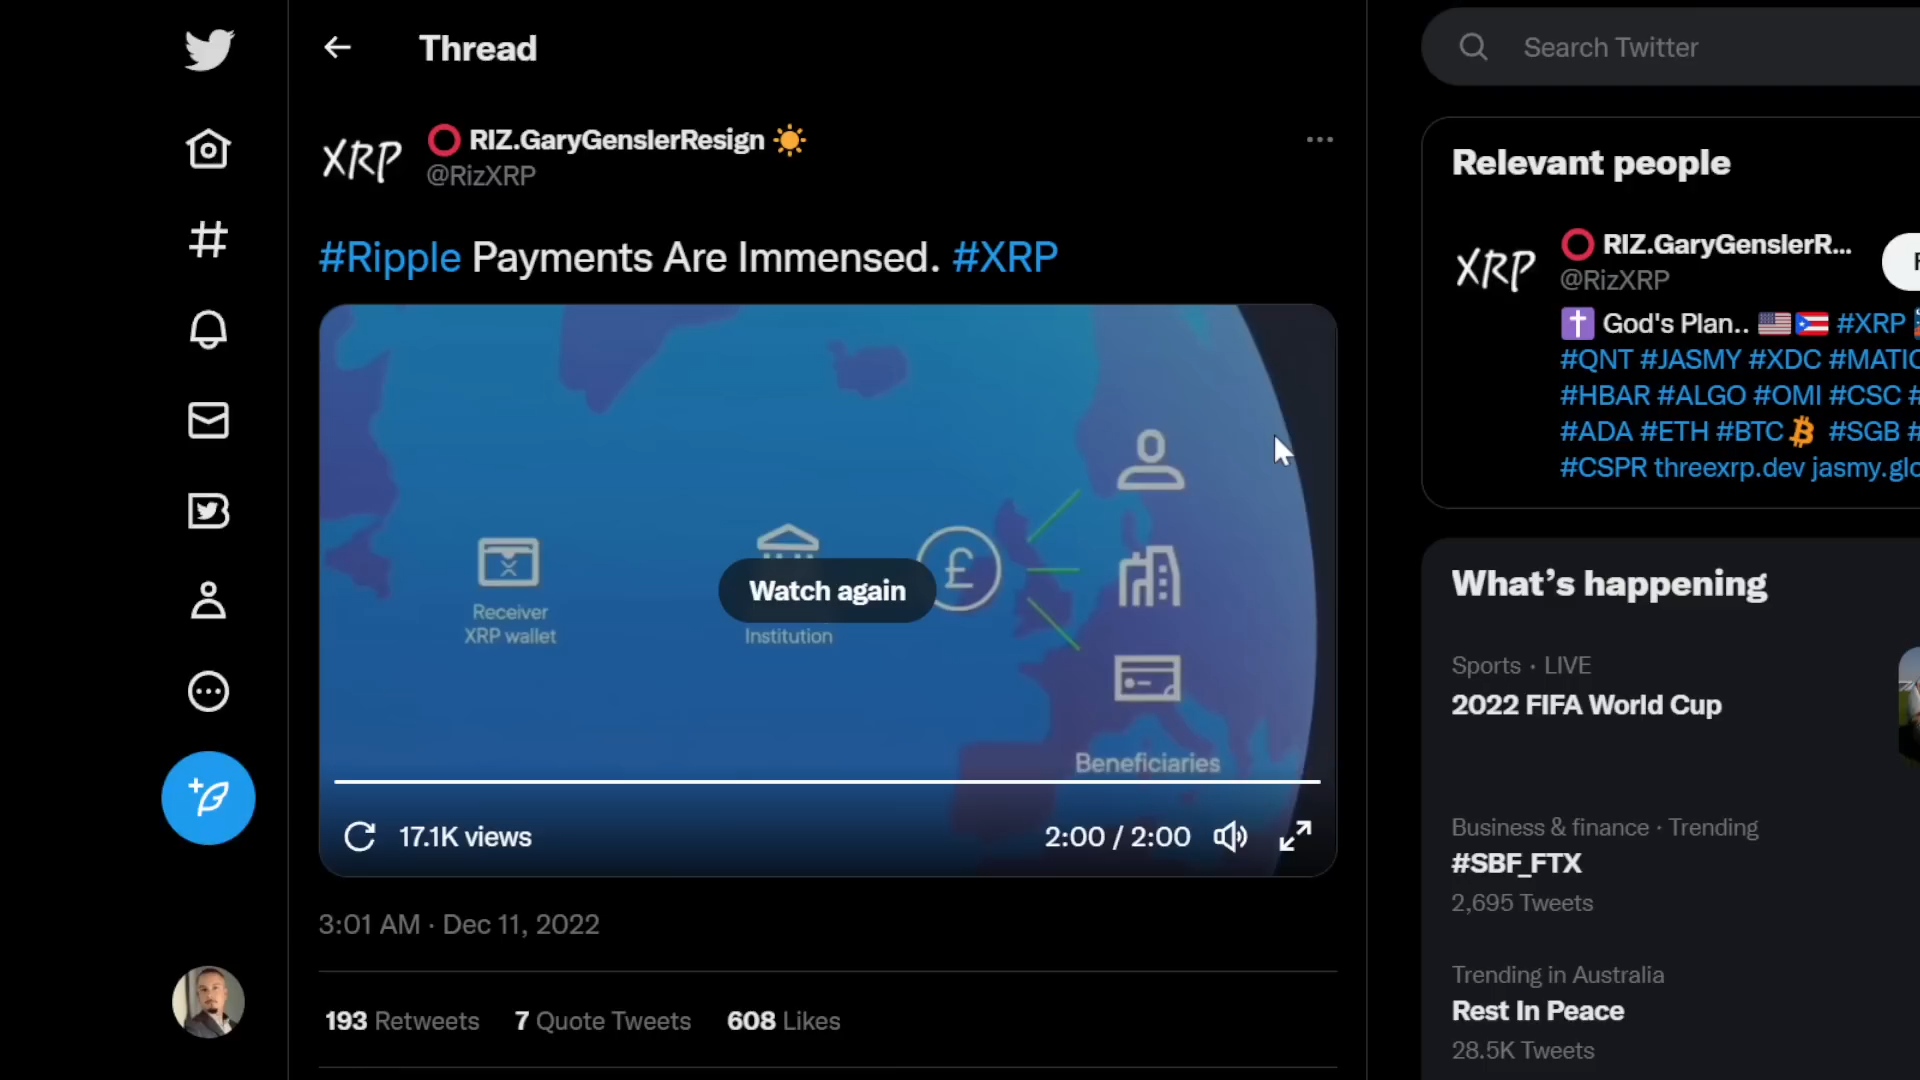 Thread
Search Twitter
XRP
RIZ.GaryGenslerResign
@RizXRP
#Ripple Payments Are Immensed. #XRP
Receiver
XRP wallet
Institution
£
Watch again
Beneficiaries
17.1K views
2:00 / 2:00
3:01 AM · Dec 11, 2022
193 Retweets 7 Quote Tweets 608 Likes
Relevant people
XRP
RIZ.GaryGenslerR...
@RizXRP
God's Plan.. #XRP
#QNT #JASMY #XDC #MATIC
#HBAR #ALGO #OMI #CSC #
#ADA #ETH #BTC #SGB #
#CSPR threexrp.dev jasmy.glo
What's happening
Sports · LIVE
2022 FIFA World Cup
Business & finance · Trending
#SBF_FTX
2,695 Tweets
Trending in Australia
Rest In Peace
28.5K Tweets